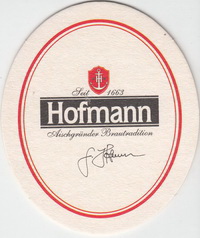 Seit 1663
Hofmann
Aischgründer Brautradition